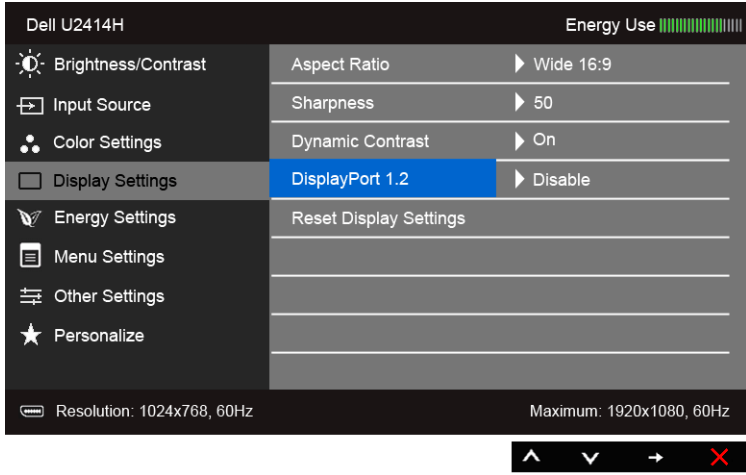 Dell U2414H Energy Use
Brightness/Contrast Aspect Ratio Wide 16:9
Input Source Sharpness 50
Color Settings Dynamic Contrast On
Display Settings DisplayPort 1.2 Disable
Energy Settings Reset Display Settings
Menu Settings
Other Settings
Personalize
Resolution: 1024x768, 60Hz Maximum: 1920x1080, 60Hz